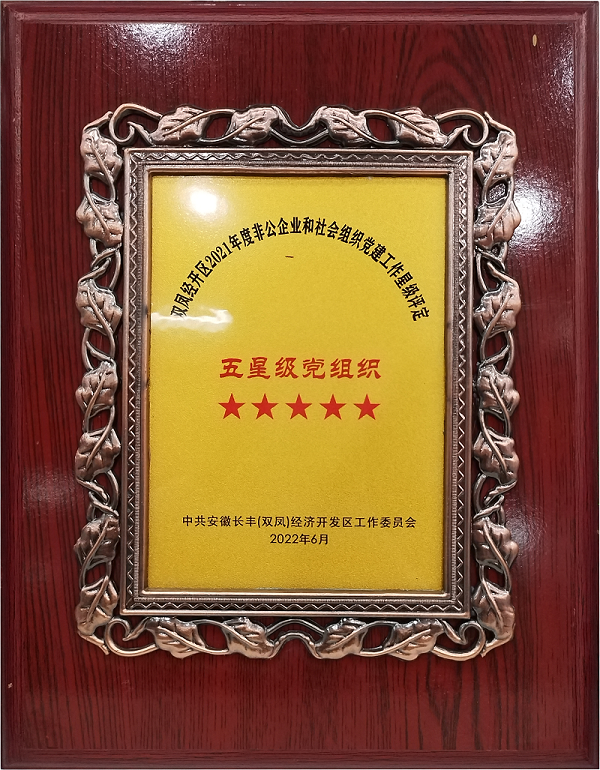 双凤经开区2021年度非公企业和社会组织党建工作星级评定
五星级党组织
★★★★★
中共安徽长丰(双凤)经济开发区工作委员会
2022年6月